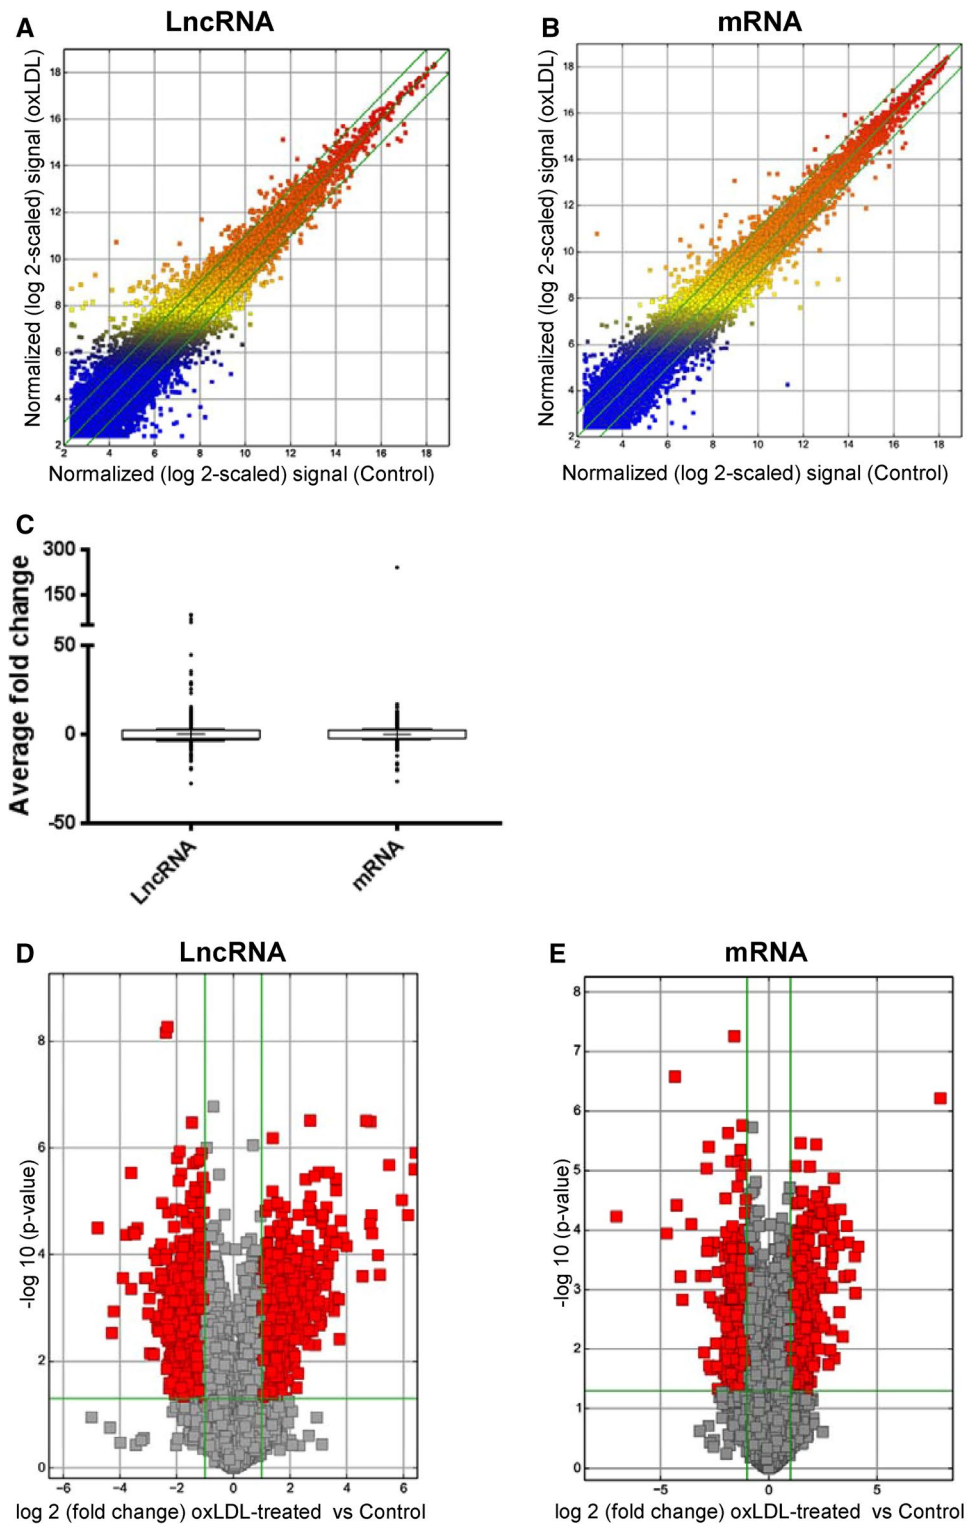 A
LncRNA
Normalized (log 2-scaled) signal (oxLDL)
18
16
14
12
10
8
6
4
2
2 4 6 8 10 12 14 16 18
Normalized (log 2-scaled) signal (Control)
B
mRNA
Normalized (log 2-scaled) signal (oxLDL)
18
16
14
12
10
8
6
4
2
2 4 6 8 10 12 14 16 18
Normalized (log 2-scaled) signal (Control)
C
Average fold change
300
150
50
0
-50
LncRNA
mRNA
D
LncRNA
-log 10 (p-value)
8
6
4
2
0
−6 −4 −2 0 2 4 6
log 2 (fold change) oxLDL-treated vs Control
E
mRNA
-log 10 (p-value)
8
7
6
5
4
3
2
1
0
−5 0 5
log 2 (fold change) oxLDL-treated vs Control